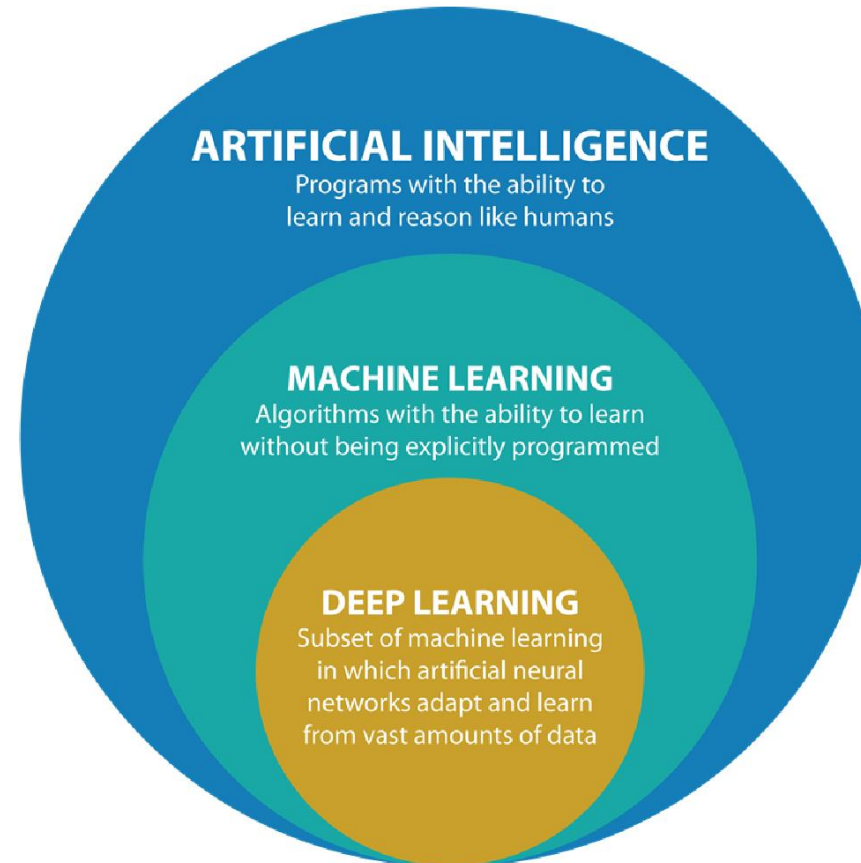 ARTIFICIAL INTELLIGENCE
Programs with the ability to
learn and reason like humans
MACHINE LEARNING
Algorithms with the ability to learn
without being explicitly programmed
DEEP LEARNING
Subset of machine learning
in which artificial neural
networks adapt and learn
from vast amounts of data